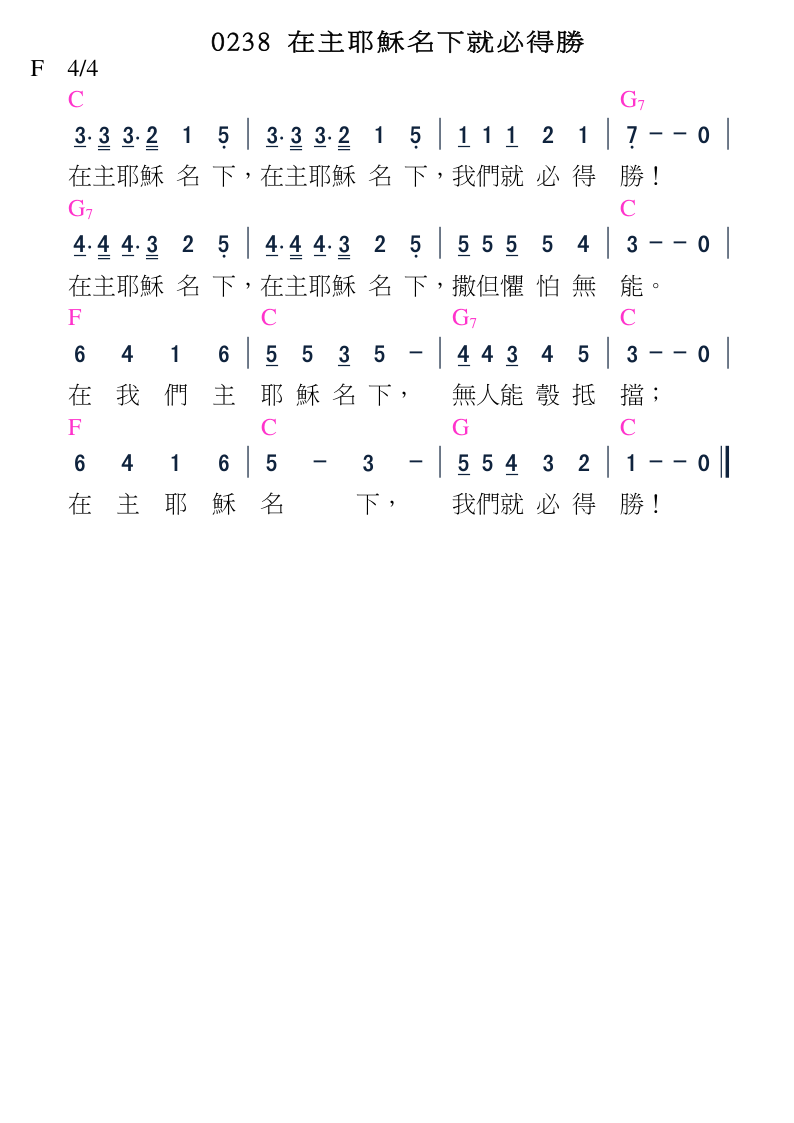 0238 在主耶穌名下就必得勝
F 4/4
C G7
3· 3 3· 2 1 5 | 3· 3 3· 2 1 5 | 1 1 1 2 1 | 7 − − 0 |
在主耶穌 名 下，在主耶穌 名 下，我們就 必 得 勝！
G7 C
4· 4 4· 3 2 5 | 4· 4 4· 3 2 5 | 5 5 5 5 4 | 3 − − 0 |
在主耶穌 名 下，在主耶穌 名 下，撒但懼 怕 無 能。
F C G7 C
6 4 1 6 | 5 5 3 5 − | 4 4 3 4 5 | 3 − − 0 |
在 我 們 主 耶 穌 名 下， 無人能 彀 抵 擋；
F C G C
6 4 1 6 | 5 − 3 − | 5 5 4 3 2 | 1 − − 0 ‖
在 主 耶 穌 名 下， 我們就 必 得 勝！